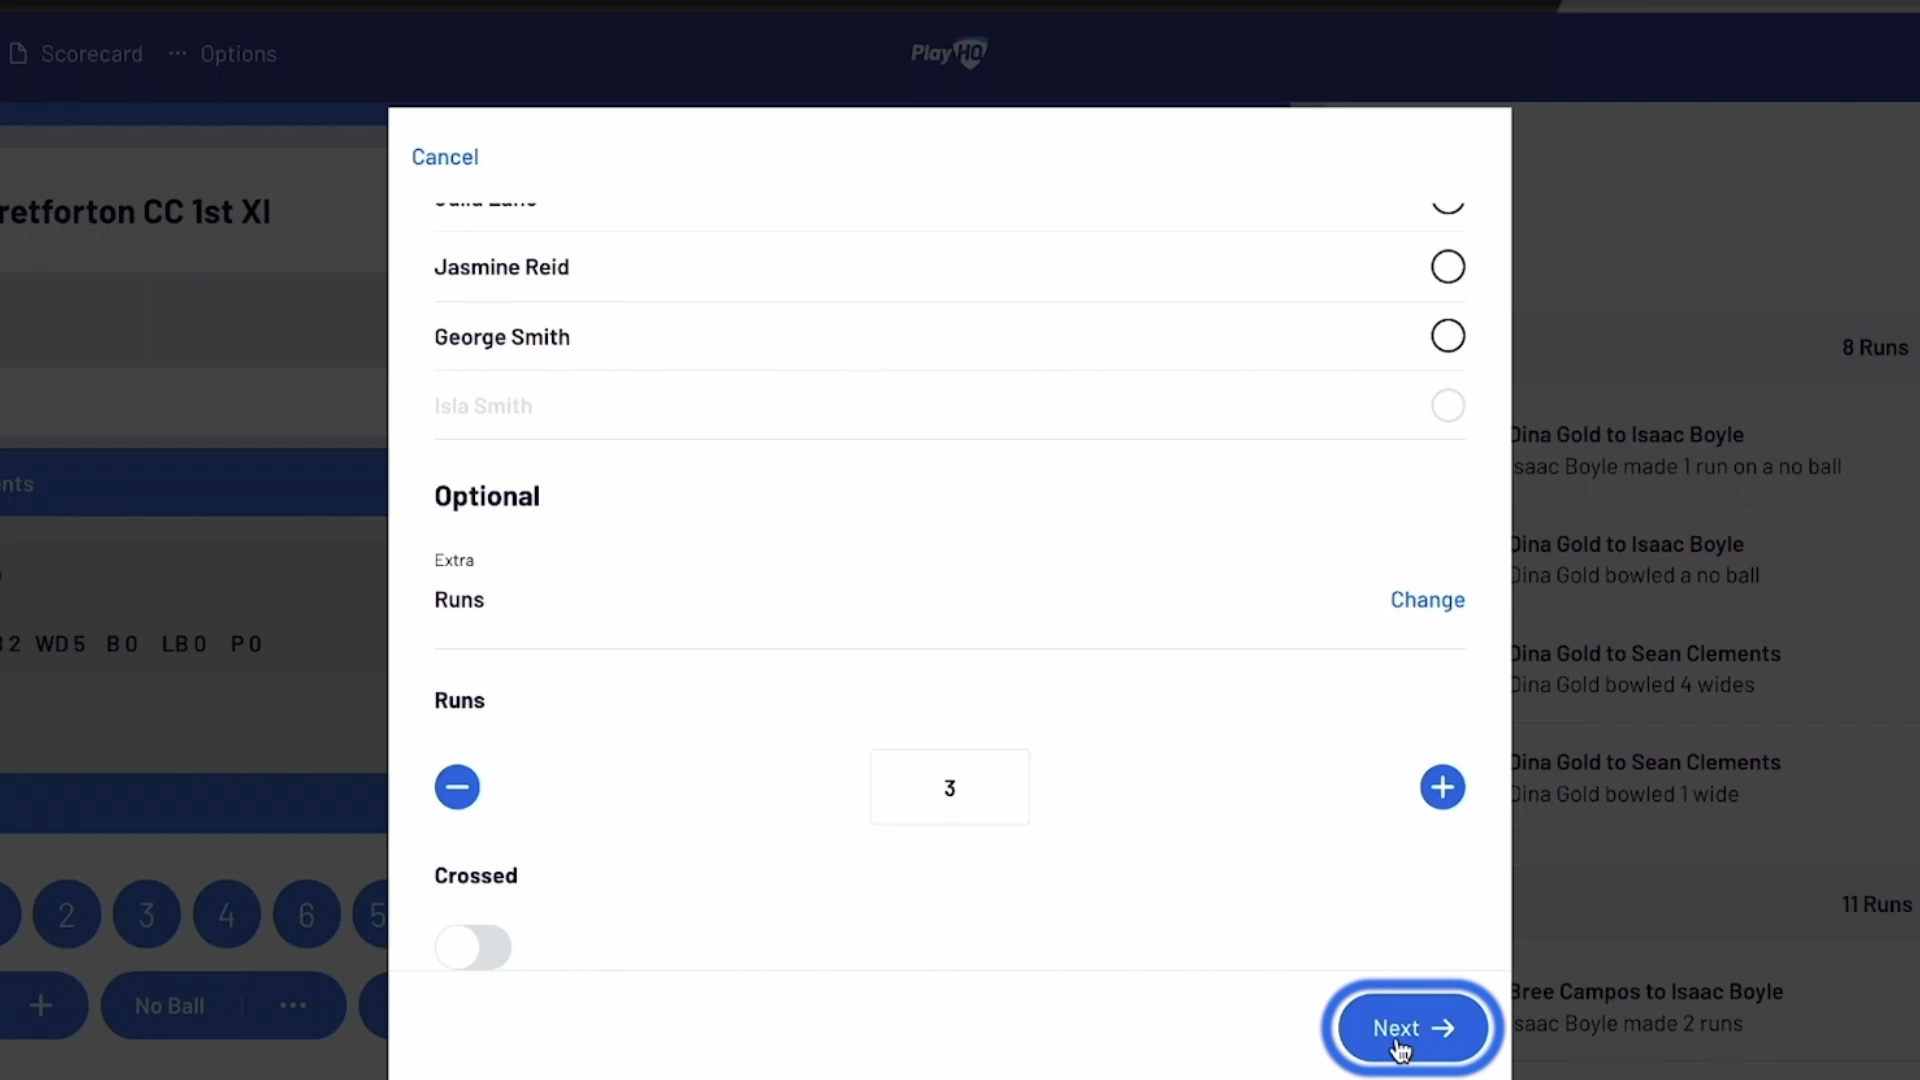 Scorecard
Options
PlayHQ
Cancel
retforton CC 1st XI
Jasmine Reid
George Smith
8 Runs
Isla Smith
Dina Gold to Isaac Boyle
saac Boyle made 1 run on a no ball
nts
Optional
Dina Gold to Isaac Boyle
Extra
Dina Gold bowled a no ball
Runs
Change
2 WD 5 B 0 LB 0 P 0
Dina Gold to Sean Clements
Dina Gold bowled 4 wides
Runs
Dina Gold to Sean Clements
3
Dina Gold bowled 1 wide
Crossed
2 3 4 6 5
11 Runs
No Ball
Next
Bree Campos to Isaac Boyle
saac Boyle made 2 runs